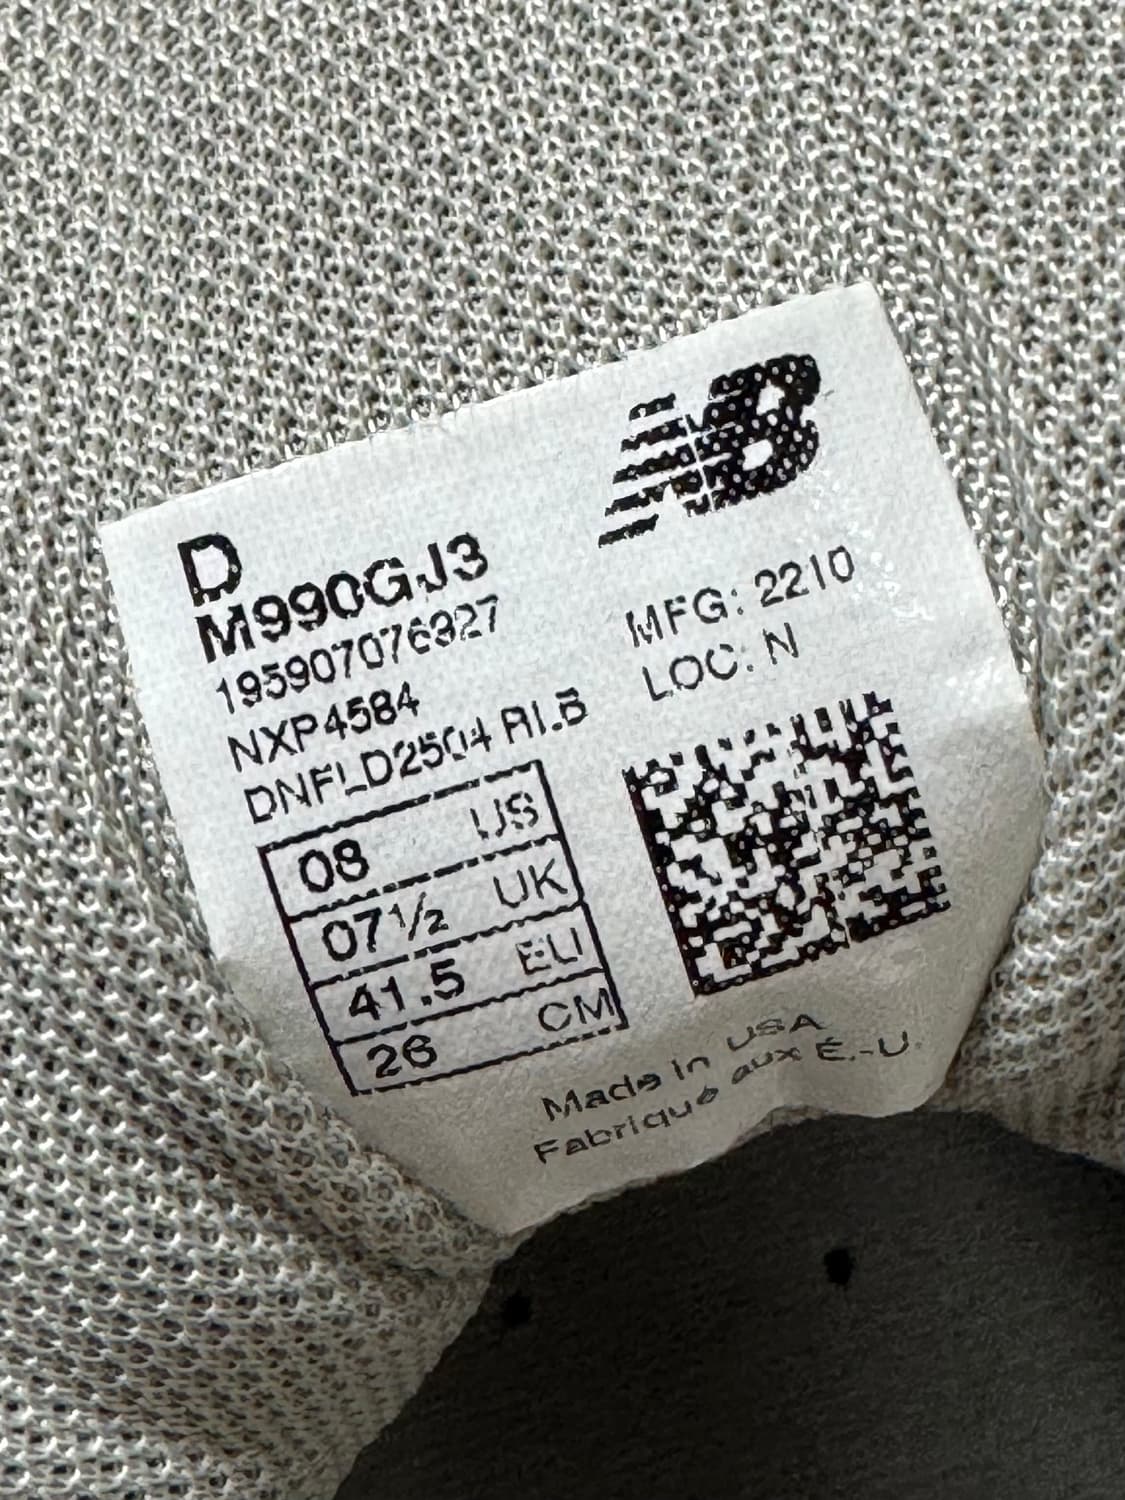 NB
D
M990GJ3
MFG: 2210
195907076327
LOC: N
NXP4584
DNFLD2504 RI.B
08 US
07½ UK
41.5 EU
26 CM
Made in USA
Fabriqué aux É.-U.